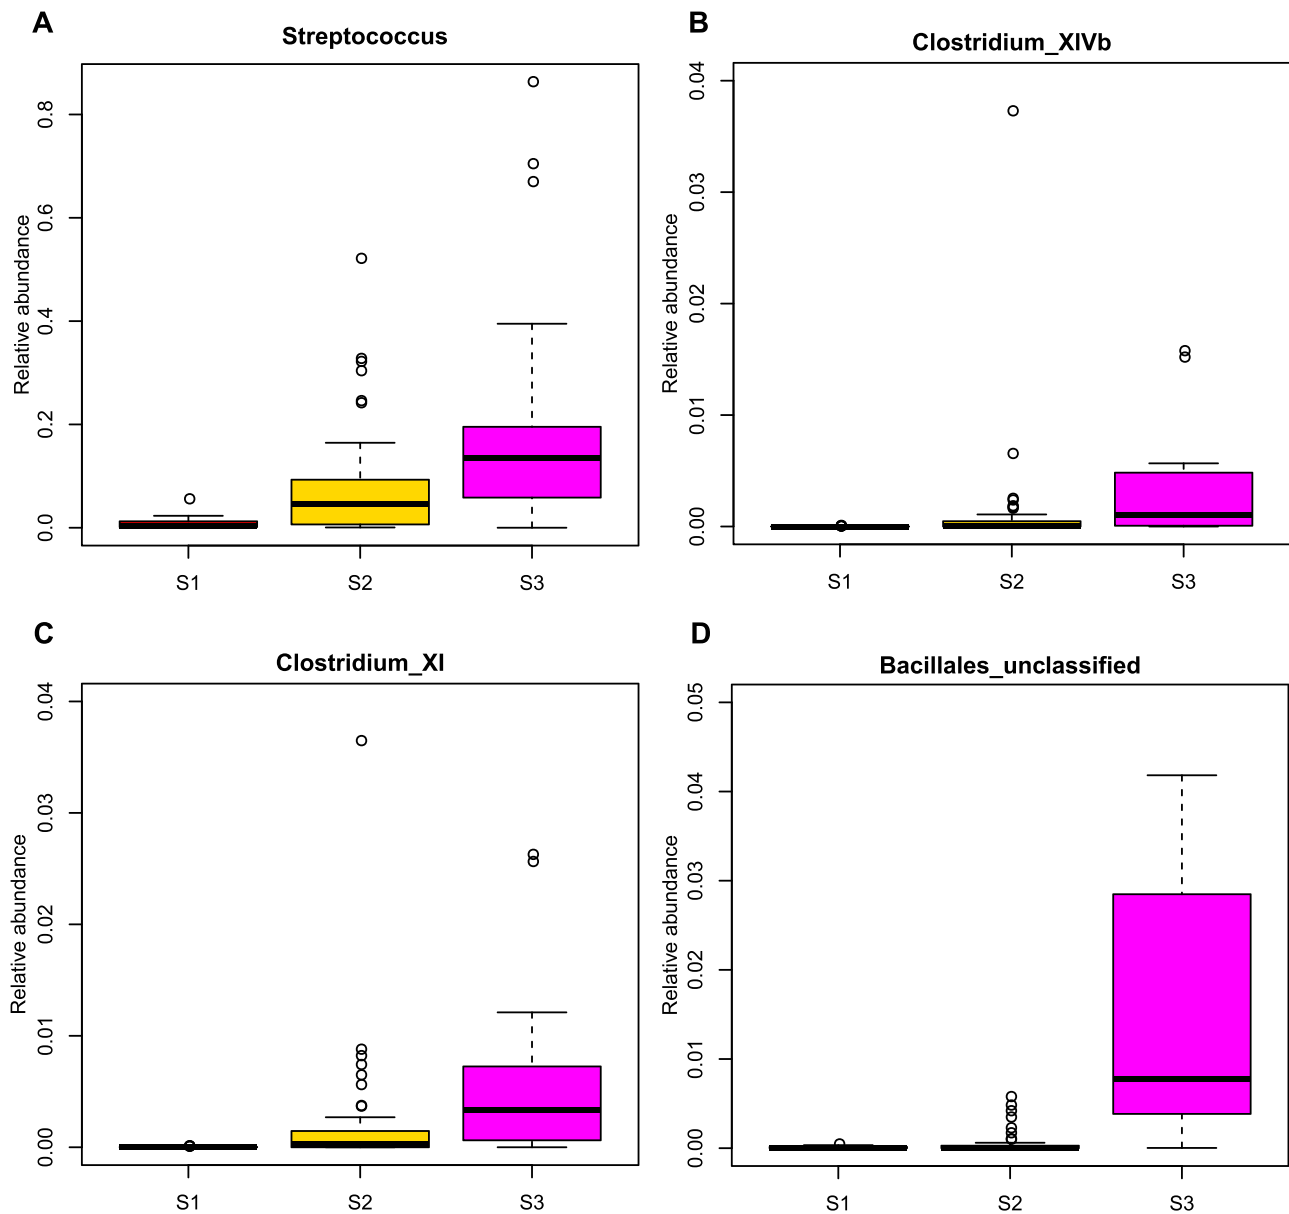 A
Streptococcus
Relative abundance
0.8
0.6
0.4
0.2
0.0
S1 S2 S3
B
Clostridium_XIVb
Relative abundance
0.04
0.03
0.02
0.01
0.00
S1 S2 S3
C
Clostridium_XI
Relative abundance
0.04
0.03
0.02
0.01
0.00
S1 S2 S3
D
Bacillales_unclassified
Relative abundance
0.05
0.04
0.03
0.02
0.01
0.00
S1 S2 S3